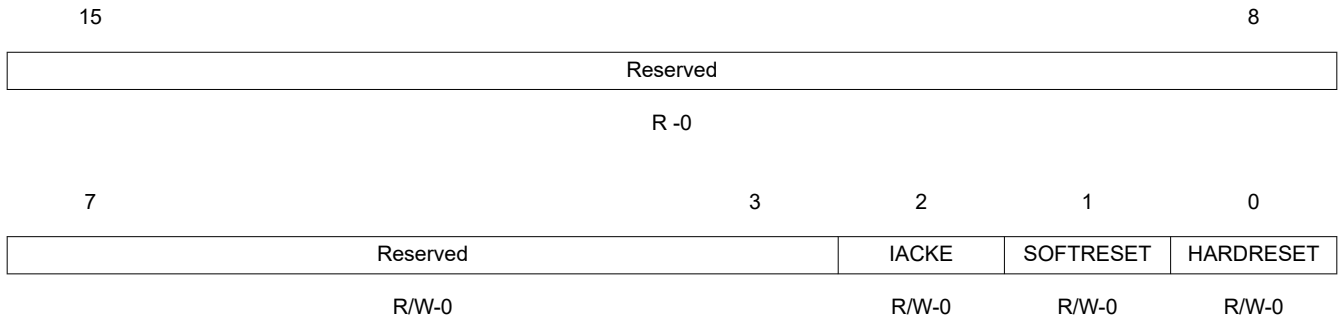 15 8
Reserved
R -0
7 3 2 1 0
Reserved IACKE SOFTRESET HARDRESET
R/W-0 R/W-0 R/W-0 R/W-0